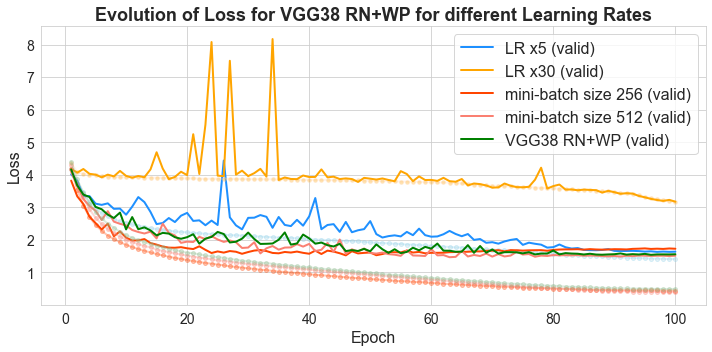 Evolution of Loss for VGG38 RN+WP for different Learning Rates
LR x5 (valid)
LR x30 (valid)
mini-batch size 256 (valid)
mini-batch size 512 (valid)
VGG38 RN+WP (valid)
Loss
8
7
6
5
4
3
2
1
0
20
40
60
80
100
Epoch